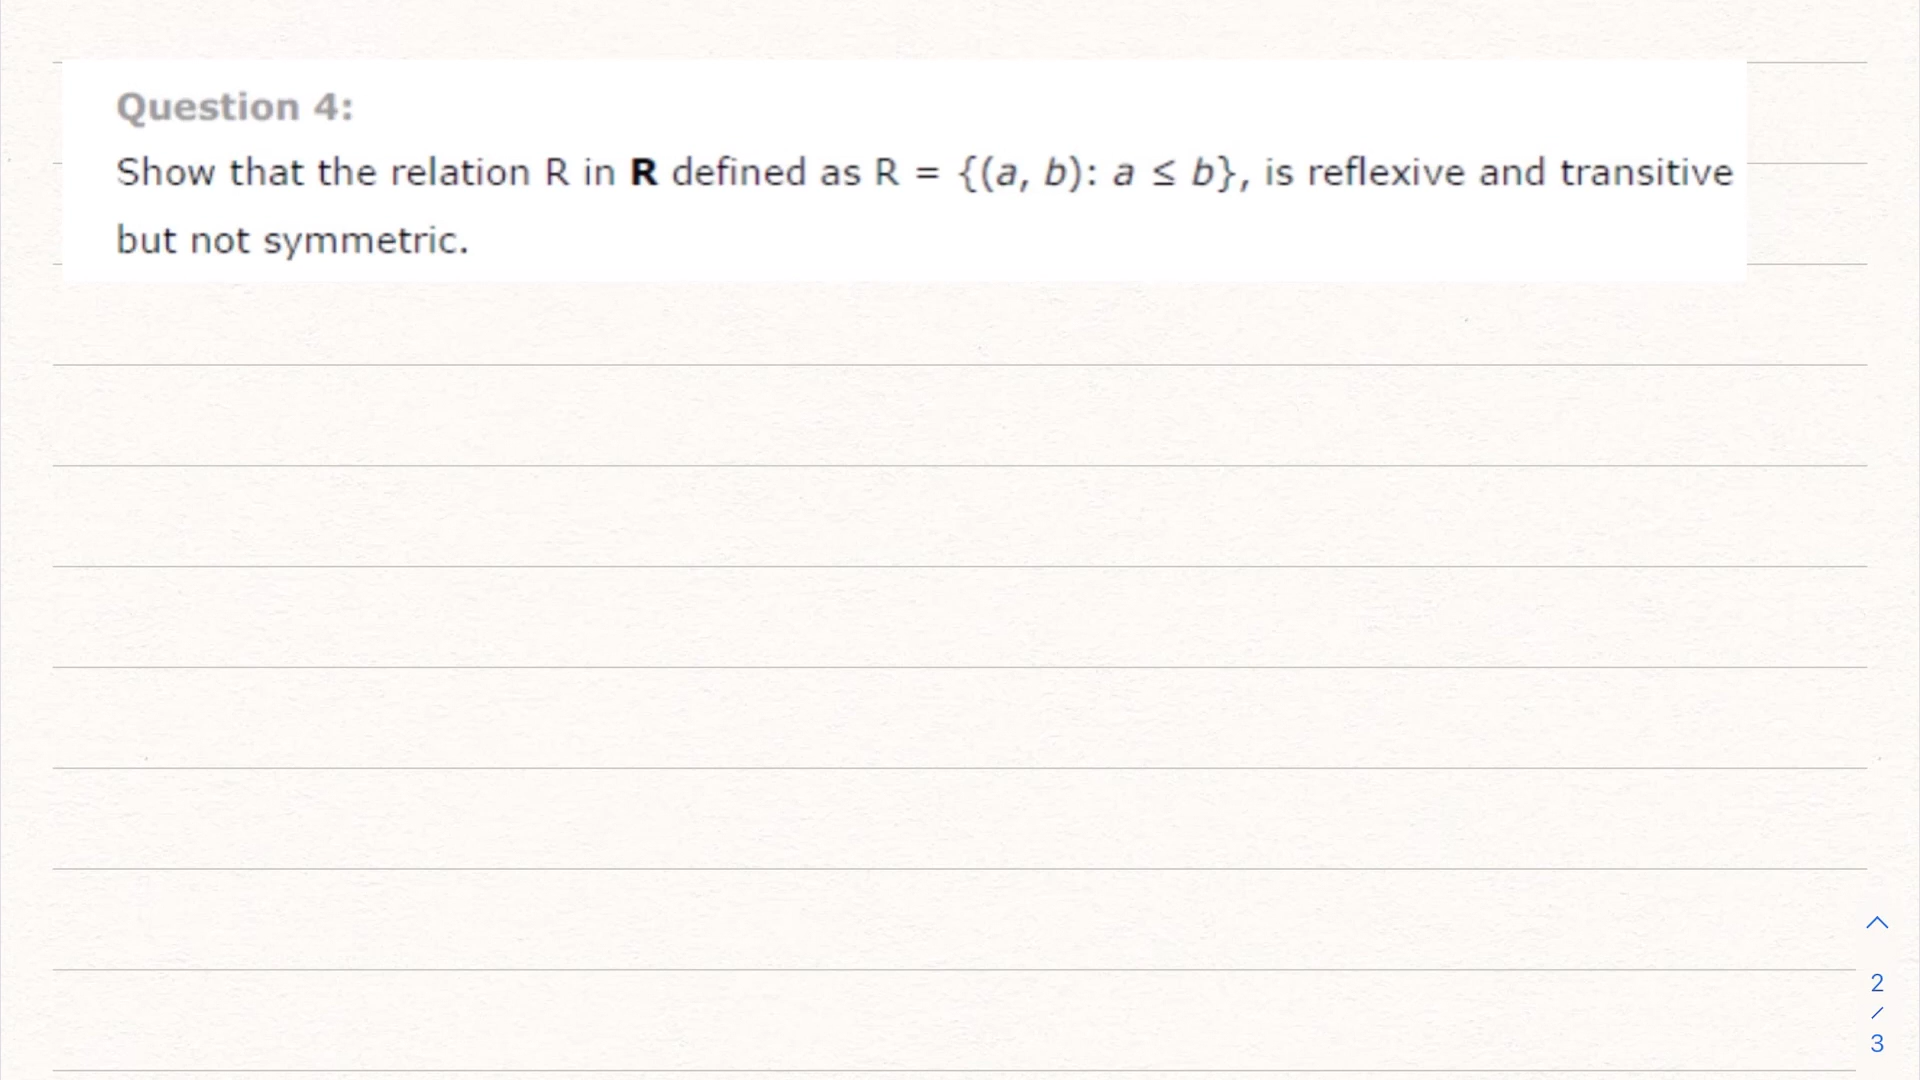 Question 4:
Show that the relation R in R defined as R = {(a, b): a ≤ b}, is reflexive and transitive
but not symmetric.
2
/
3